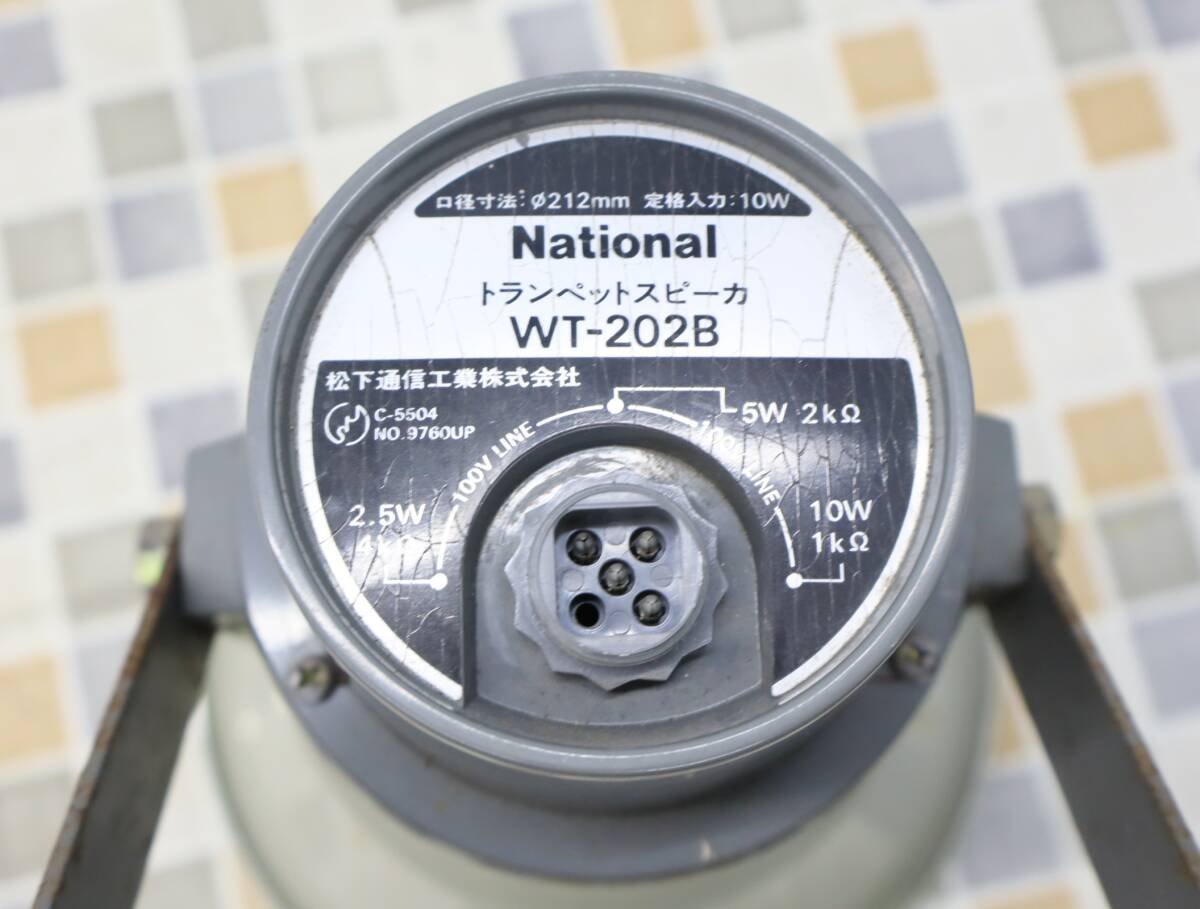 口径寸法:φ212mm 定格入力:10W
National
トランペットスピーカ
WT-202B
松下通信工業株式会社
C-5504
NO.9760UP
100V LINE
100V LINE
5W 2kΩ
2.5W
4kΩ
10W
1kΩ